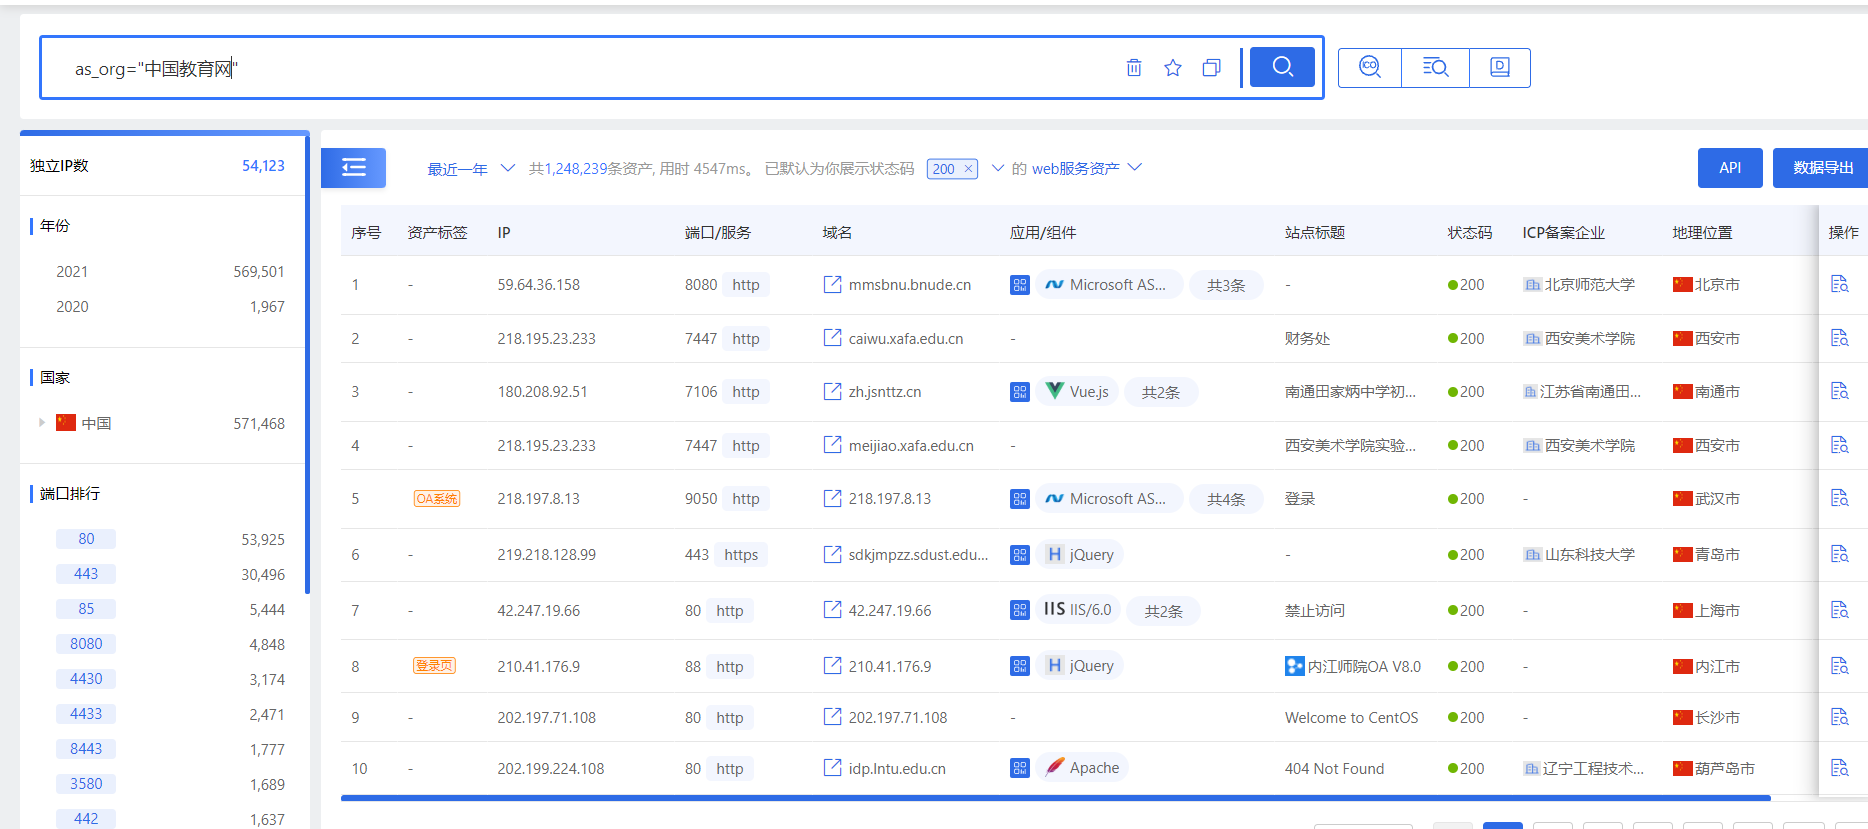 as_org="中国教育网"
独立IP数 54,123
最近一年 共1,248,239条资产, 用时 4547ms。 已默认为你展示状态码 200 × 的 web服务资产 API 数据导出
年份
2021 569,501
2020 1,967
国家
中国 571,468
端口排行
80 53,925
443 30,496
85 5,444
8080 4,848
4430 3,174
4433 2,471
8443 1,777
3580 1,689
442 1,637
序号 资产标签 IP 端口/服务 域名 应用/组件 站点标题 状态码 ICP备案企业 地理位置 操作
1 - 59.64.36.158 8080 http mmsbnu.bnude.cn Microsoft AS... 共3条 - 200 北京师范大学 北京市
2 - 218.195.23.233 7447 http caiwu.xafa.edu.cn - 财务处 200 西安美术学院 西安市
3 - 180.208.92.51 7106 http zh.jsnttz.cn Vue.js 共2条 南通田家炳中学初... 200 江苏省南通田... 南通市
4 - 218.195.23.233 7447 http meijiao.xafa.edu.cn - 西安美术学院实验... 200 西安美术学院 西安市
5 OA系统 218.197.8.13 9050 http 218.197.8.13 Microsoft AS... 共4条 登录 200 - 武汉市
6 - 219.218.128.99 443 https sdkjmpzz.sdust.edu... H jQuery - 200 山东科技大学 青岛市
7 - 42.247.19.66 80 http 42.247.19.66 IIS IIS/6.0 共2条 禁止访问 200 - 上海市
8 登录页 210.41.176.9 88 http 210.41.176.9 H jQuery 内江师院OA V8.0 200 - 内江市
9 - 202.197.71.108 80 http 202.197.71.108 - Welcome to CentOS 200 - 长沙市
10 - 202.199.224.108 80 http idp.lntu.edu.cn Apache 404 Not Found 200 辽宁工程技术... 葫芦岛市